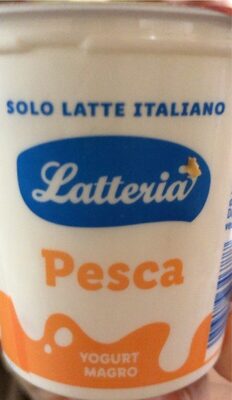 SOLO LATTE ITALIANO
Latteria
Pesca
YOGURT
MAGRO